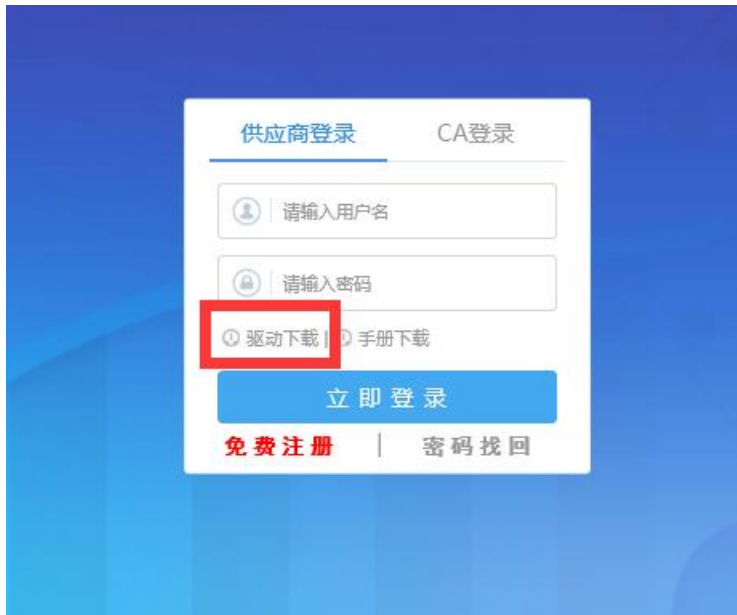 供应商登录 CA登录
请输入用户名
请输入密码
驱动下载 | 手册下载
立即登录
免费注册 | 密码找回